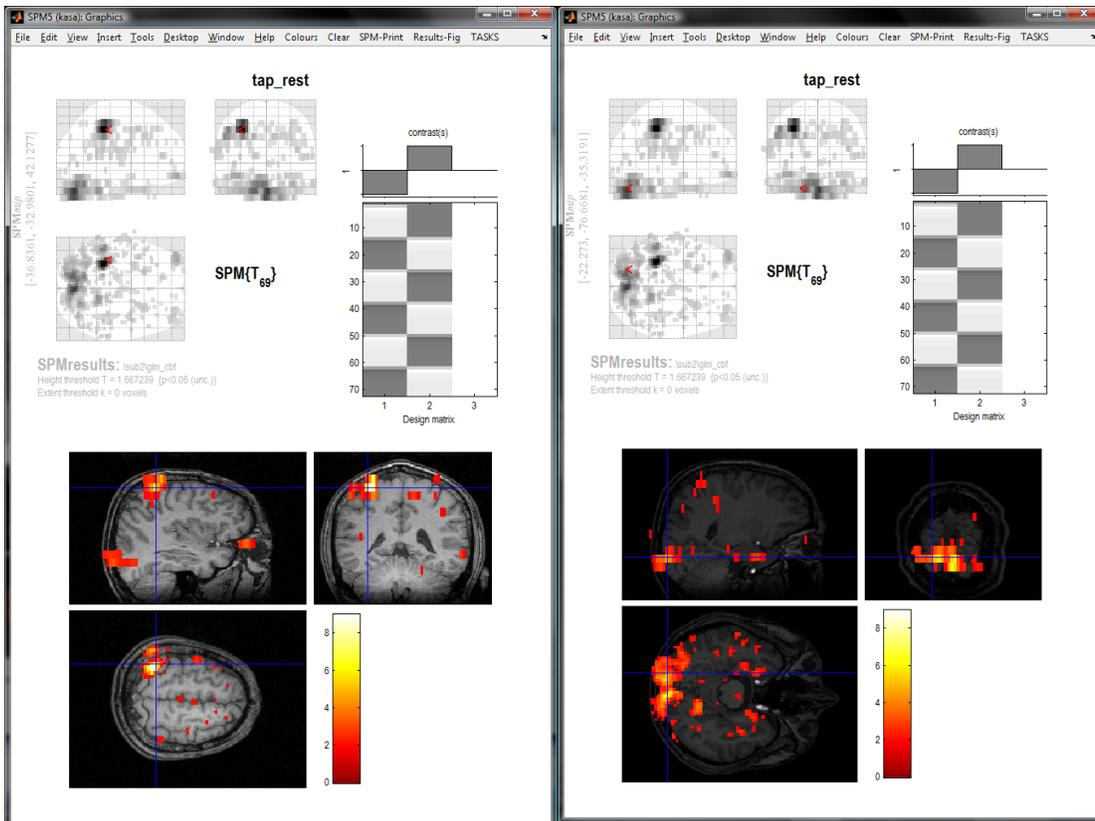 SPM5 (kasa): Graphics
File Edit View Insert Tools Desktop Window Help Colours Clear SPM-Print Results-Fig TASKS
tap_rest
contrast(s)
1
SPMmip
[-36.8361, -32.9801, 42.1277]
SPM{T69}
10
20
30
40
50
60
70
1 2 3
Design matrix
SPMresults: .\sub2\glm_cbf
Height threshold T = 1.667239 {p<0.05 (unc.)}
Extent threshold k = 0 voxels
8
6
4
2
0
SPM5 (kasa): Graphics
File Edit View Insert Tools Desktop Window Help Colours Clear SPM-Print Results-Fig TASKS
tap_rest
contrast(s)
1
SPMmip
[-22.273, -76.6681, -35.3191]
SPM{T69}
10
20
30
40
50
60
70
1 2 3
Design matrix
SPMresults: .\sub2\glm_cbf
Height threshold T = 1.667239 {p<0.05 (unc.)}
Extent threshold k = 0 voxels
8
6
4
2
0